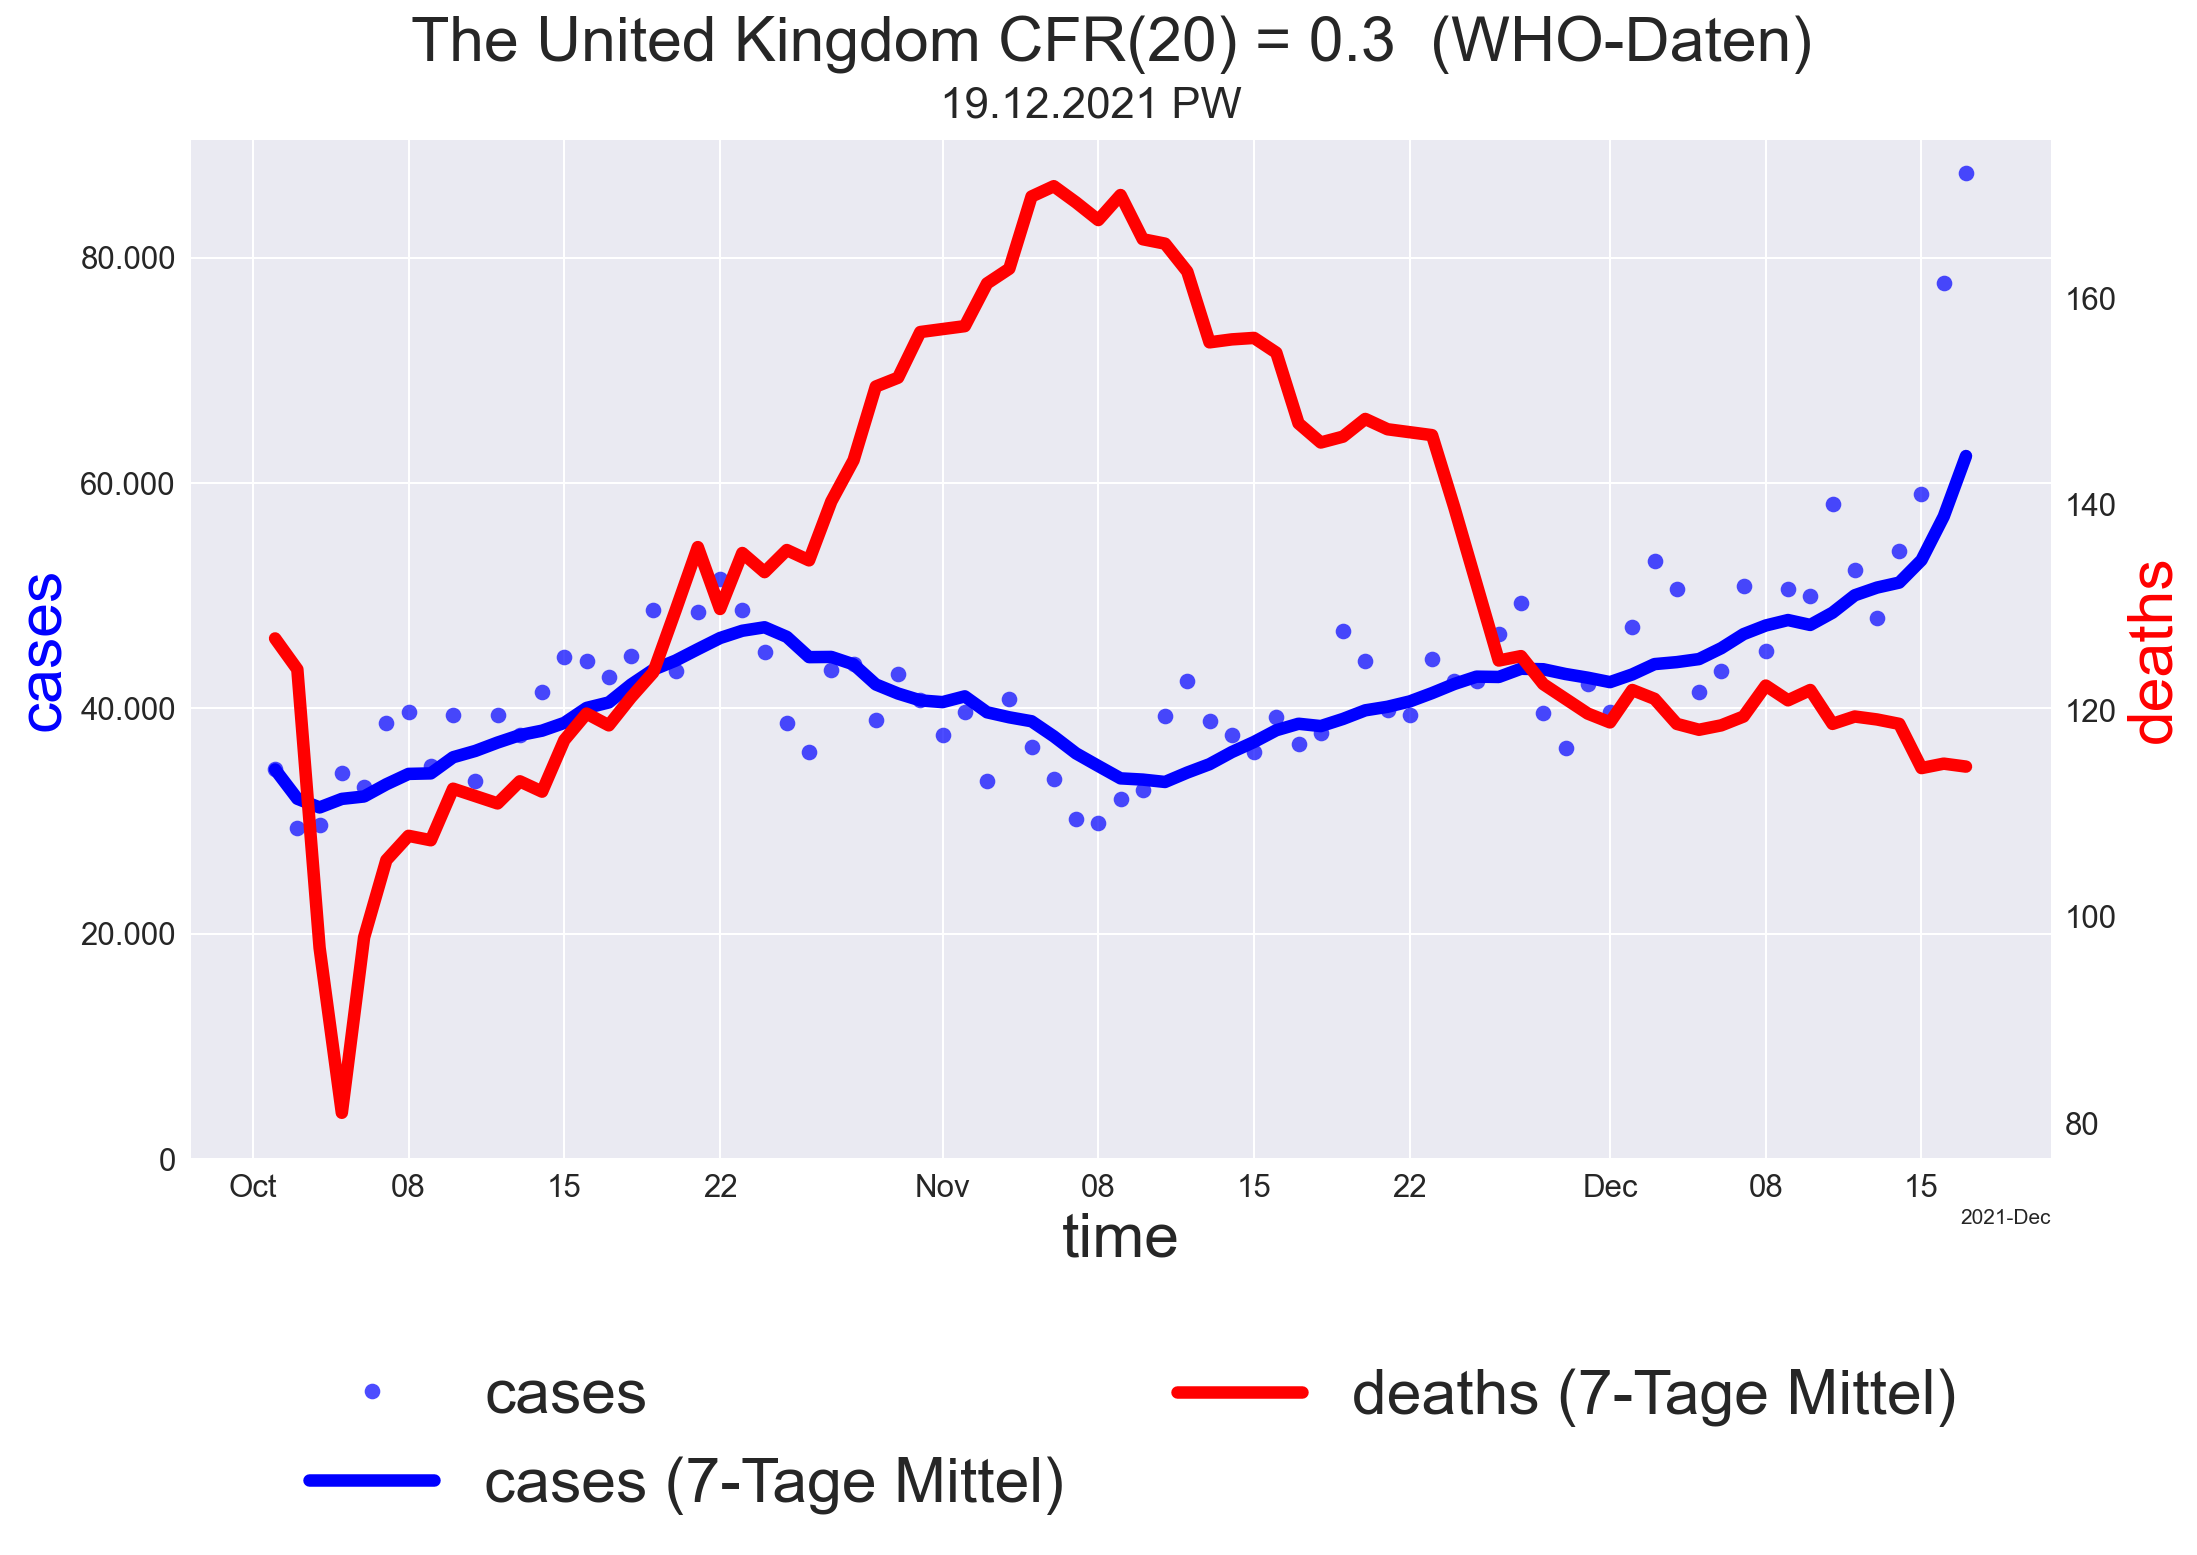 The United Kingdom CFR(20) = 0.3  (WHO-Daten)
19.12.2021 PW
cases
80.000
60.000
40.000
20.000
0
160
140
120
100
80
deaths
Oct 08 15 22 Nov 08 15 22 Dec 08 15
2021-Dec
time
cases
cases (7-Tage Mittel)
deaths (7-Tage Mittel)